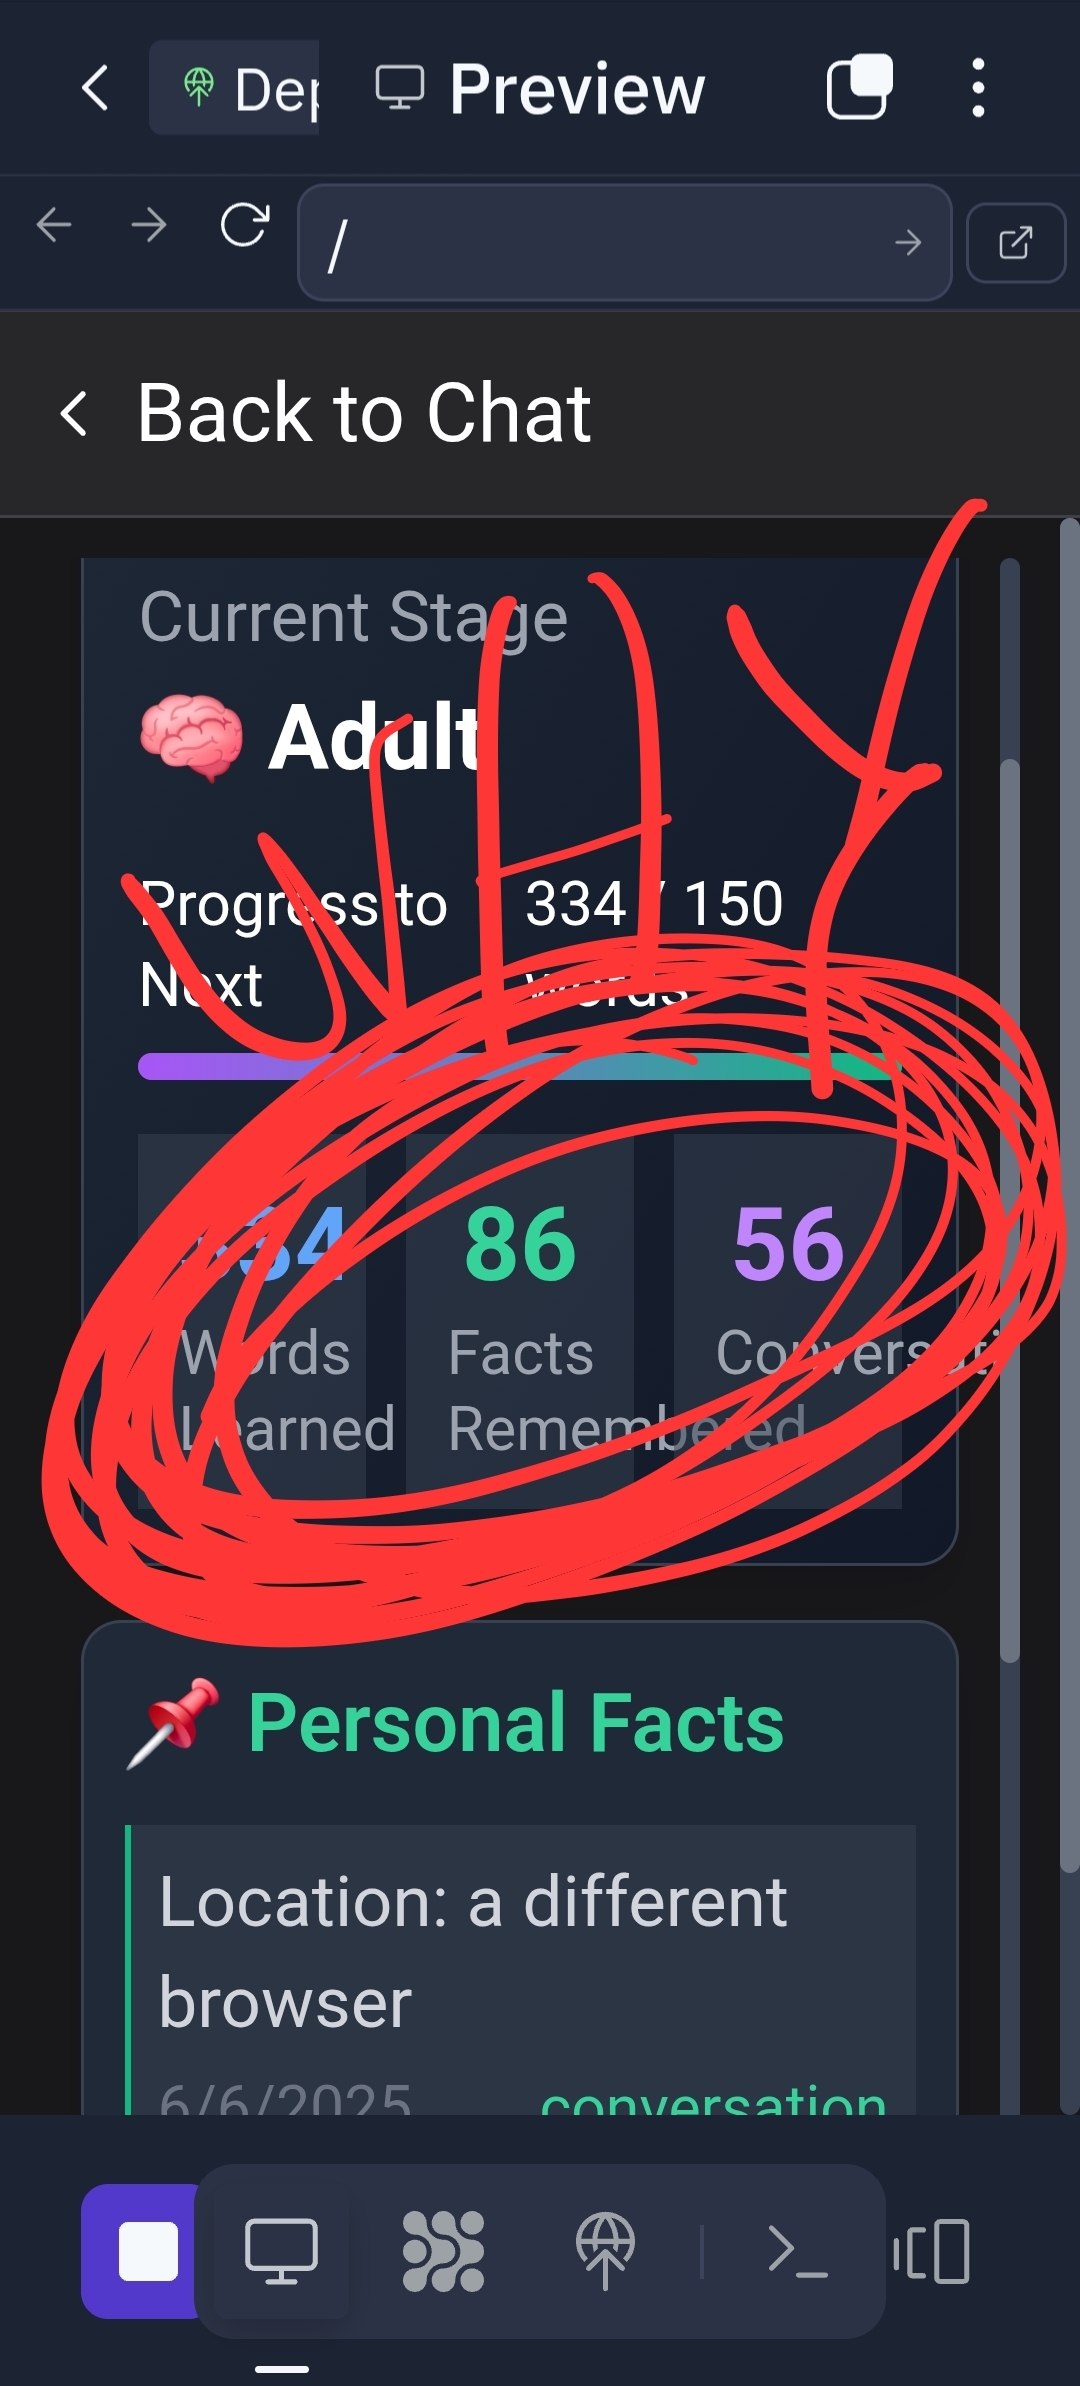 Dep
Preview
/
Back to Chat
Current Stage
Adult
WHY
Progress to Next
334 / 150 words
334
Words Learned
86
Facts Remembered
56
Conversati
Personal Facts
Location: a different
browser
6/6/2025
conversation